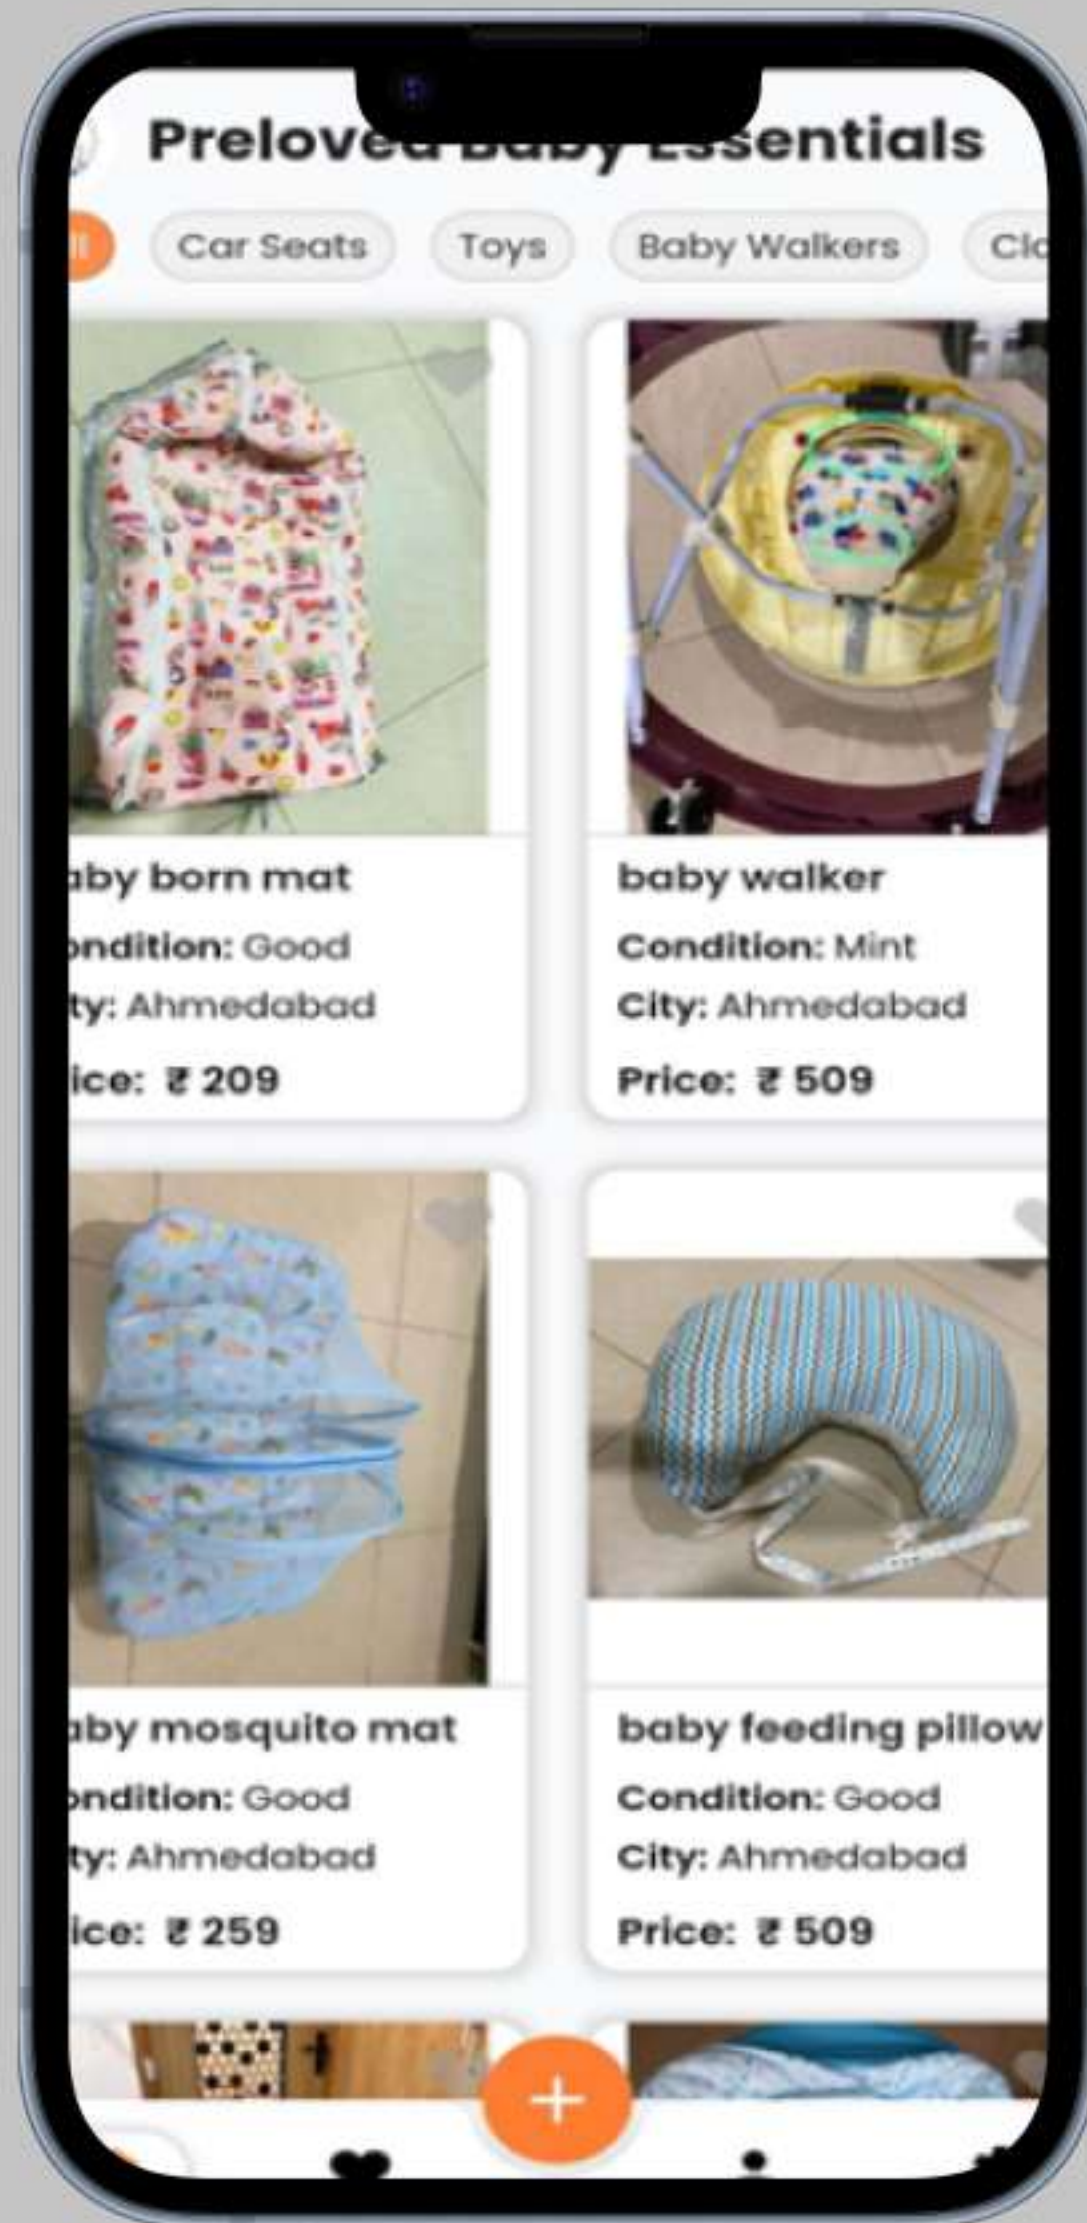 Preloved Baby Essentials
ll Car Seats Toys Baby Walkers Clo
aby born mat
ondition: Good
ty: Ahmedabad
ice: ₹ 209
baby walker
Condition: Mint
City: Ahmedabad
Price: ₹ 509
aby mosquito mat
ondition: Good
ty: Ahmedabad
ice: ₹ 259
baby feeding pillow
Condition: Good
City: Ahmedabad
Price: ₹ 509